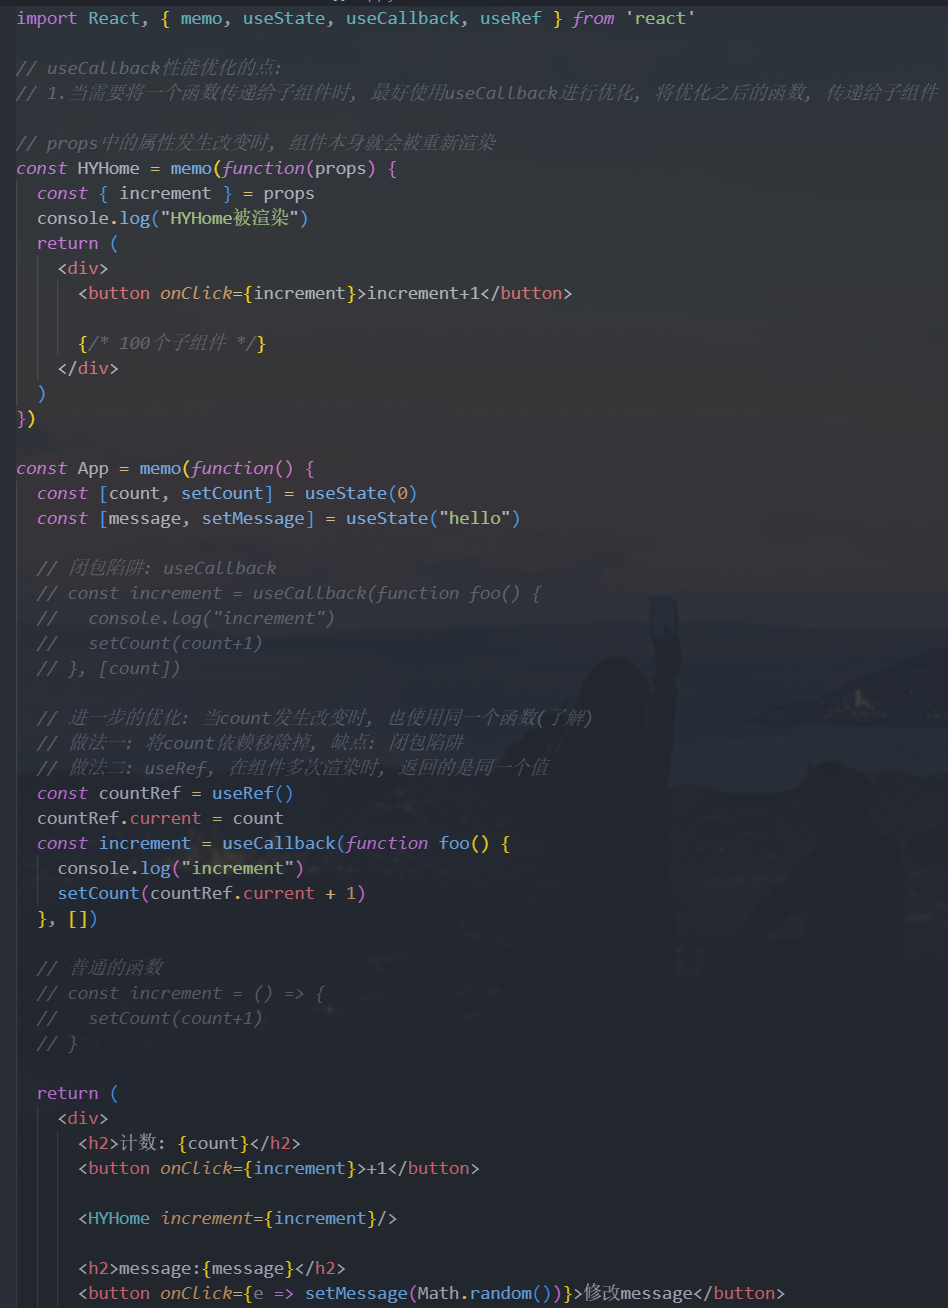 import React, { memo, useState, useCallback, useRef } from 'react'
// useCallback性能优化的点:
// 1.当需要将一个函数传递给子组件时, 最好使用useCallback进行优化, 将优化之后的函数, 传递给子组件
// props中的属性发生改变时, 组件本身就会被重新渲染
const HYHome = memo(function(props) {
const { increment } = props
console.log("HYHome被渲染")
return (
<div>
<button onClick={increment}>increment+1</button>
{/* 100个子组件 */}
</div>
)
})
const App = memo(function() {
const [count, setCount] = useState(0)
const [message, setMessage] = useState("hello")
// 闭包陷阱: useCallback
// const increment = useCallback(function foo() {
//   console.log("increment")
//   setCount(count+1)
// }, [count])
// 进一步的优化: 当count发生改变时, 也使用同一个函数(了解)
// 做法一: 将count依赖移除掉, 缺点: 闭包陷阱
// 做法二: useRef, 在组件多次渲染时, 返回的是同一个值
const countRef = useRef()
countRef.current = count
const increment = useCallback(function foo() {
console.log("increment")
setCount(countRef.current + 1)
}, [])
// 普通的函数
// const increment = () => {
//   setCount(count+1)
// }
return (
<div>
<h2>计数: {count}</h2>
<button onClick={increment}>+1</button>
<HYHome increment={increment}/>
<h2>message:{message}</h2>
<button onClick={e => setMessage(Math.random())}>修改message</button>